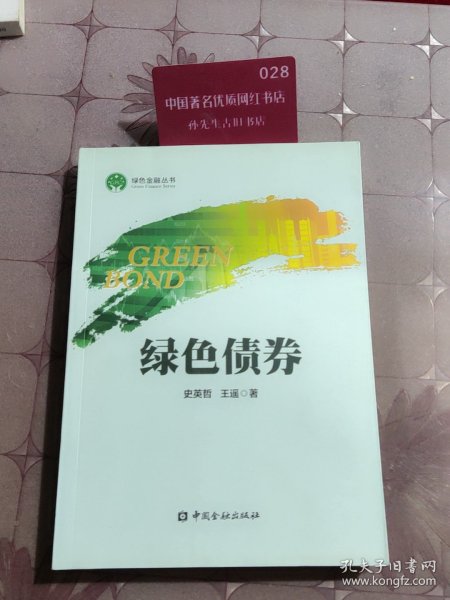 028
中国著名优质网红书店
孙先生古旧书店
绿色金融丛书
Green Finance Series
GREEN
BOND
绿色债券
史英哲 王遥◎著
中国金融出版社
孔夫子旧书网
www.kongfz.com